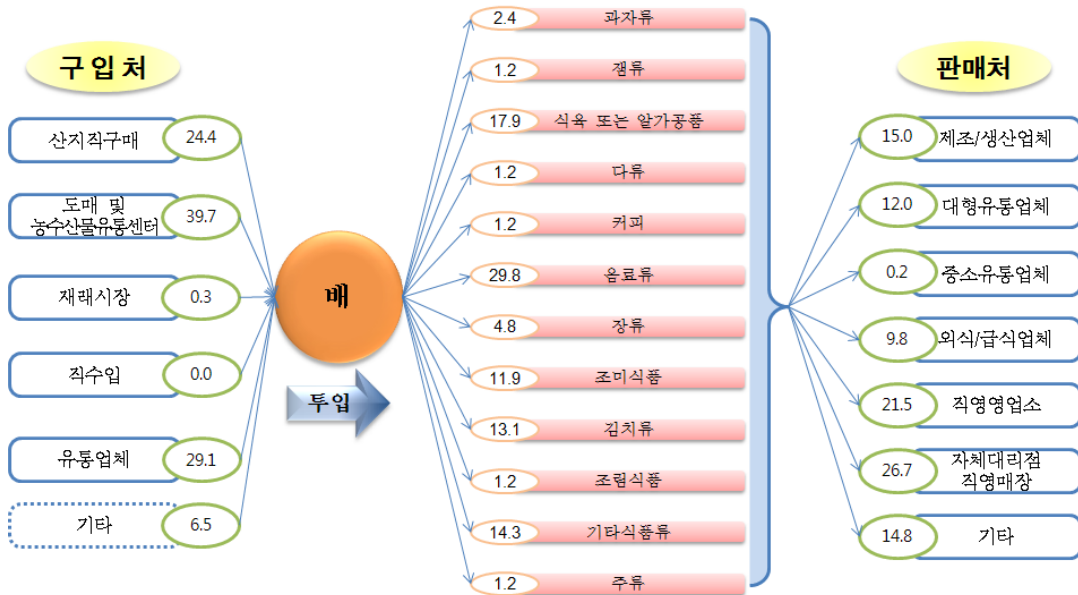 구입처
산지직구매 24.4
도매 및
농수산물유통센터 39.7
재래시장 0.3
직수입 0.0
유통업체 29.1
기타 6.5
배
투입
2.4 과자류
1.2 잼류
17.9 식육 또는 알가공품
1.2 다류
1.2 커피
29.8 음료류
4.8 장류
11.9 조미식품
13.1 김치류
1.2 조림식품
14.3 기타식품류
1.2 주류
판매처
15.0 제조/생산업체
12.0 대형유통업체
0.2 중소유통업체
9.8 외식/급식업체
21.5 직영영업소
26.7 자체대리점
직영매장
14.8 기타